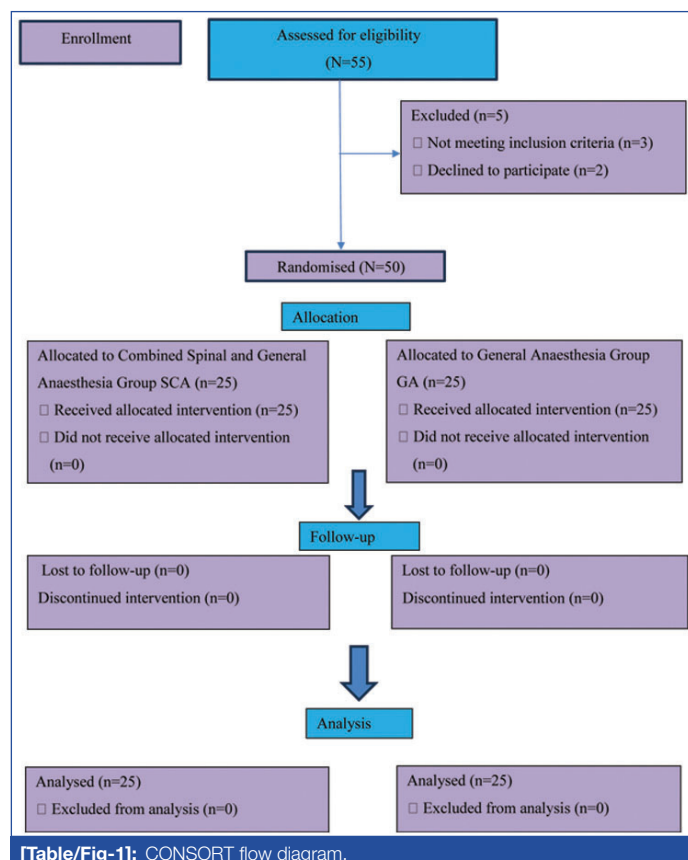 Enrollment
Assessed for eligibility
(N=55)
Excluded (n=5)
□ Not meeting inclusion criteria (n=3)
□ Declined to participate (n=2)
Randomised (N=50)
Allocation
Allocated to Combined Spinal and General
Anaesthesia Group SCA (n=25)
□ Received allocated intervention (n=25)
□ Did not receive allocated intervention
(n=0)
Allocated to General Anaesthesia Group
GA (n=25)
□ Received allocated intervention (n=25)
□ Did not receive allocated intervention
(n=0)
Follow-up
Lost to follow-up (n=0)
Discontinued intervention (n=0)
Lost to follow-up (n=0)
Discontinued intervention (n=0)
Analysis
Analysed (n=25)
□ Excluded from analysis (n=0)
Analysed (n=25)
□ Excluded from analysis (n=0)
[Table/Fig-1]: CONSORT flow diagram.